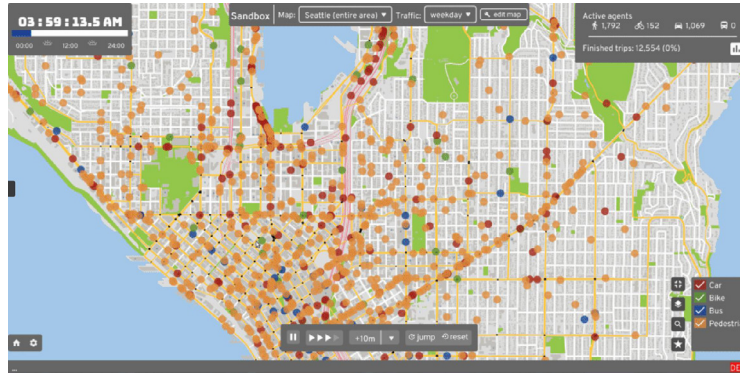 03:59:13.5 AM
00:00 12:00 24:00
Sandbox Map: Seattle (entire area) Traffic: weekday edit map
Active agents
1,792 152 1,069 0
Finished trips: 12,554 (0%)
Car
Bike
Bus
Pedestri
+10m jump reset
...
DE